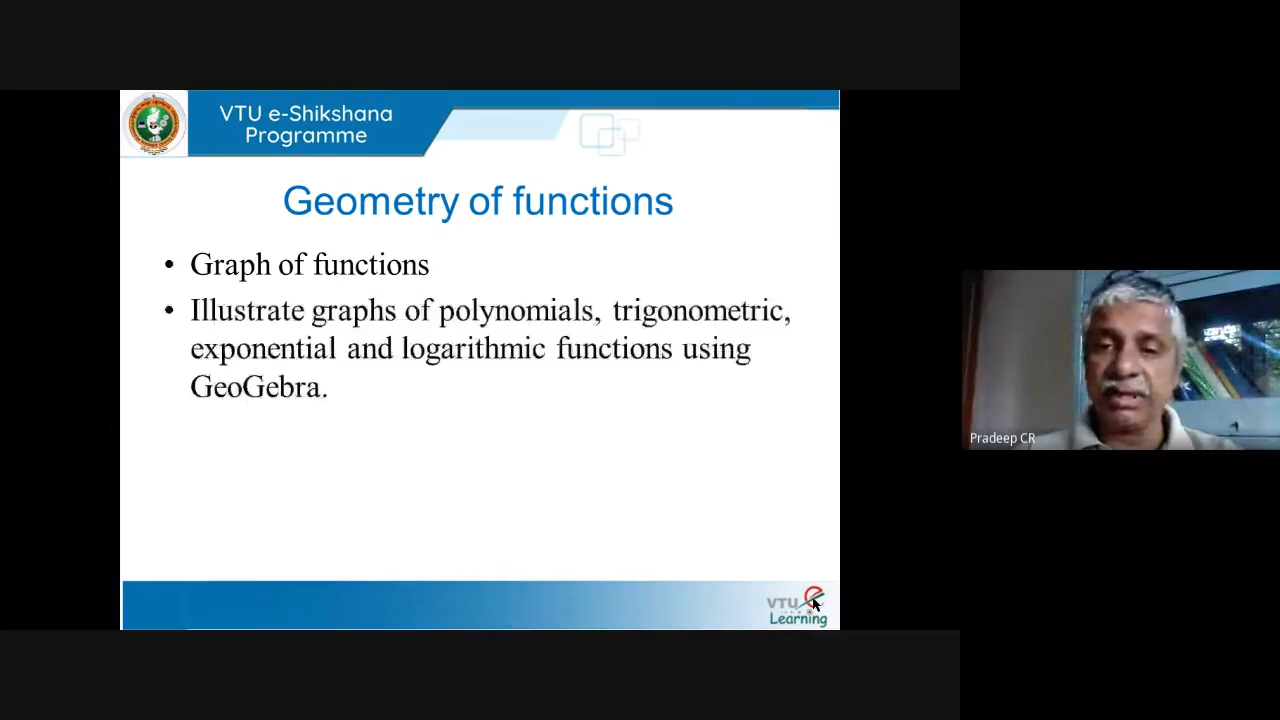 VTU e-Shikshana
Programme
Geometry of functions
• Graph of functions
• Illustrate graphs of polynomials, trigonometric,
exponential and logarithmic functions using
GeoGebra.
Pradeep CR
VTU e
Learning